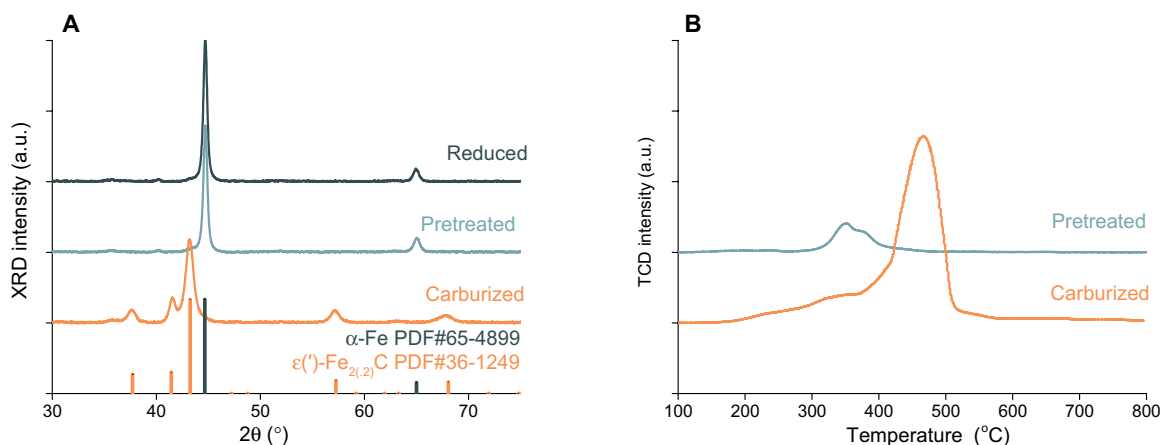 A
XRD intensity (a.u.)
Reduced
Pretreated
Carburized
α-Fe PDF#65-4899
ε(′)-Fe2(.2)C PDF#36-1249
30 40 50 60 70
2θ (°)
B
TCD intensity (a.u.)
Pretreated
Carburized
100 200 300 400 500 600 700 800
Temperature (°C)